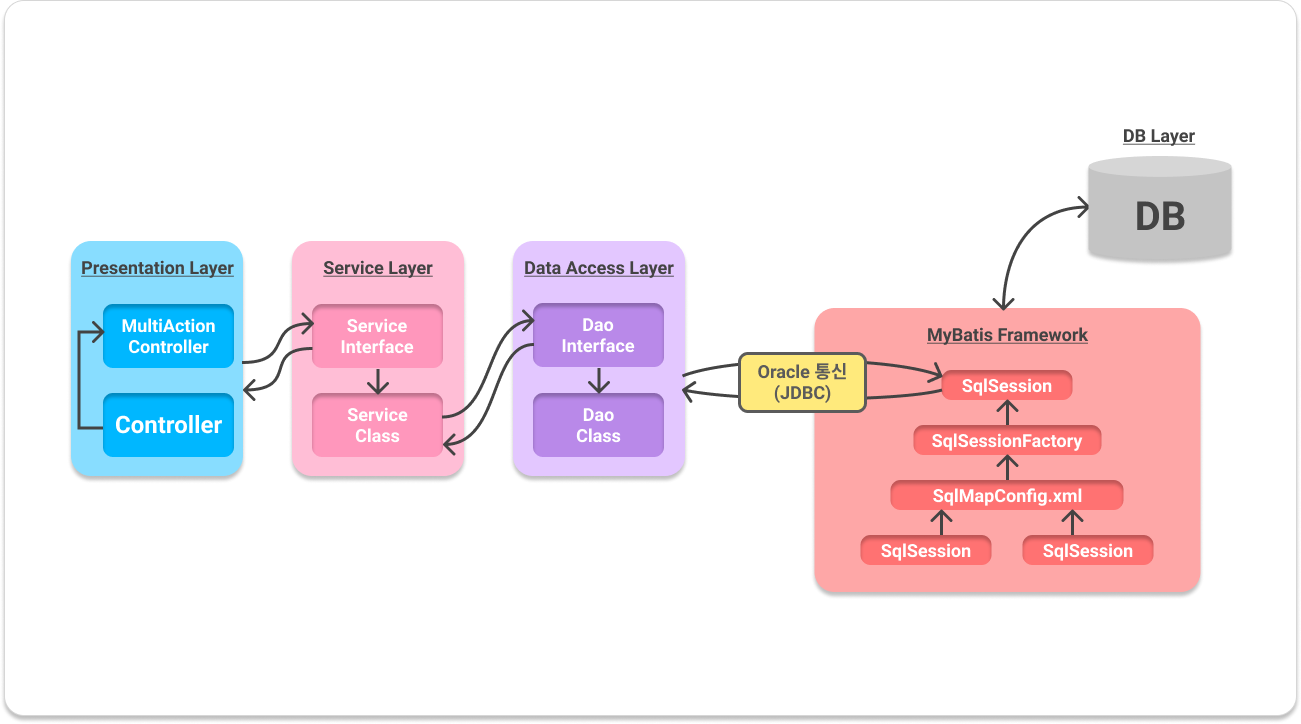 DB Layer
DB
Presentation Layer
MultiAction
Controller
Controller
Service Layer
Service
Interface
Service
Class
Data Access Layer
Dao
Interface
Dao
Class
Oracle 통신
(JDBC)
MyBatis Framework
SqlSession
SqlSessionFactory
SqlMapConfig.xml
SqlSession
SqlSession